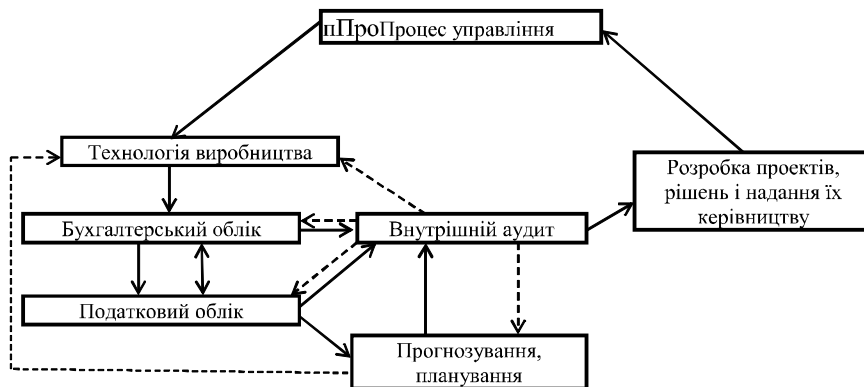 пПроПроцес управління
Технологія виробництва
Розробка проектів,
рішень і надання їх
керівництву
Бухгалтерський облік
Внутрішній аудит
Податковий облік
Прогнозування,
планування